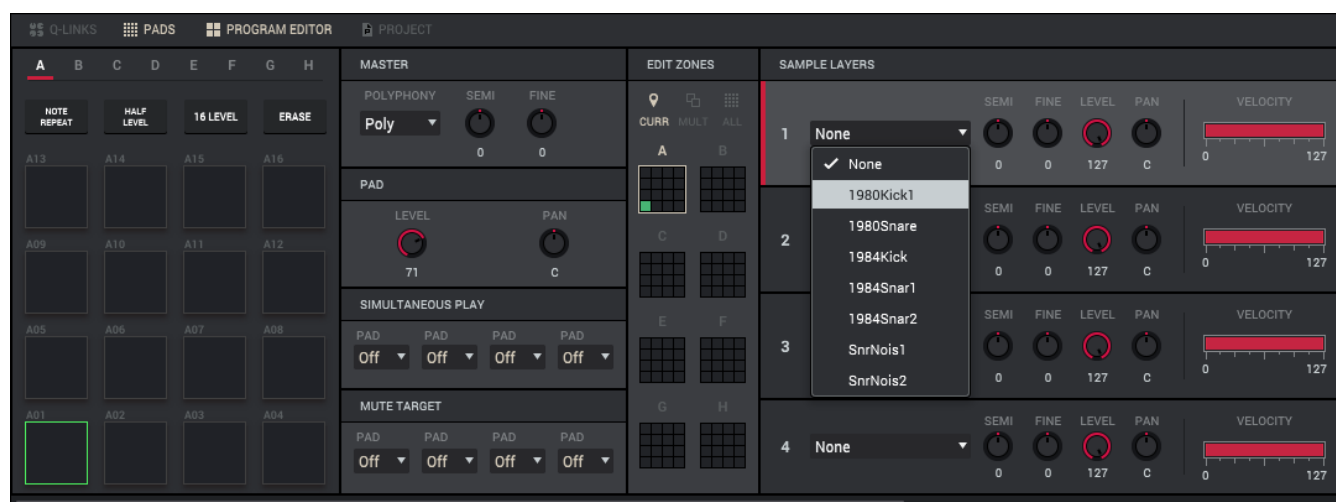 Q-LINKS PADS PROGRAM EDITOR PROJECT
A B C D E F G H
NOTE REPEAT
HALF LEVEL
16 LEVEL
ERASE
A13 A14 A15 A16
A09 A10 A11 A12
A05 A06 A07 A08
A01 A02 A03 A04
MASTER
POLYPHONY SEMI FINE
Poly
0 0
PAD
LEVEL PAN
71 C
SIMULTANEOUS PLAY
PAD PAD PAD PAD
Off Off Off Off
MUTE TARGET
PAD PAD PAD PAD
Off Off Off Off
EDIT ZONES
CURR MULT ALL
A B
C D
E F
G H
SAMPLE LAYERS
SEMI FINE LEVEL PAN VELOCITY
1 None
0 0 127 C 0 127
None
1980Kick1
1980Snare
1984Kick
1984Snar1
1984Snar2
SnrNois1
SnrNois2
SEMI FINE LEVEL PAN VELOCITY
2
0 0 127 C 0 127
SEMI FINE LEVEL PAN VELOCITY
3
0 0 127 C 0 127
SEMI FINE LEVEL PAN VELOCITY
4 None
0 0 127 C 0 127